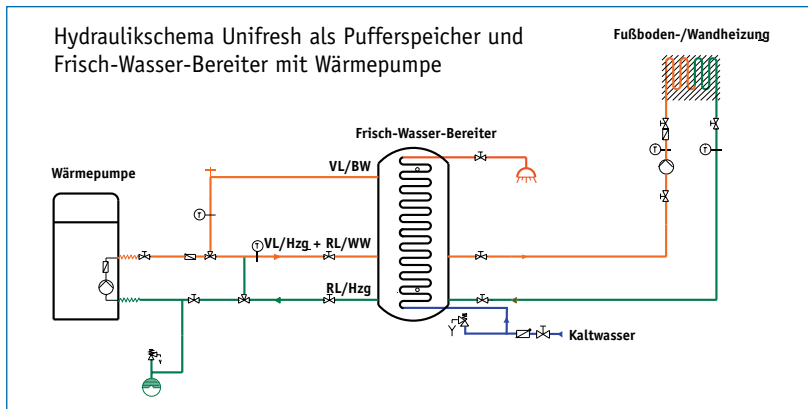 Hydraulikschema Unifresh als Pufferspeicher und
Frisch-Wasser-Bereiter mit Wärmepumpe
Fußboden-/Wandheizung
Frisch-Wasser-Bereiter
VL/BW
Wärmepumpe
T
T
T
T
VL/Hzg + RL/WW
RL/Hzg
Kaltwasser